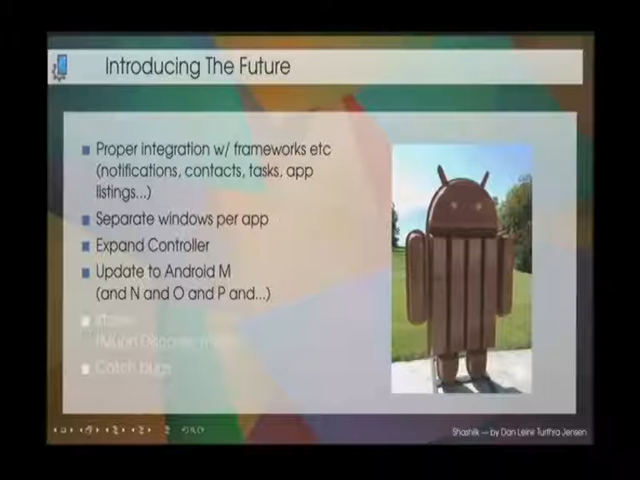 Introducing The Future
Proper integration w/ frameworks etc
(notifications, contacts, tasks, app
listings...)
Separate windows per app
Expand Controller
Update to Android M
(and N and O and P and...)
Catch bugs
Shashlik — by Dan Leinir Turthra Jensen